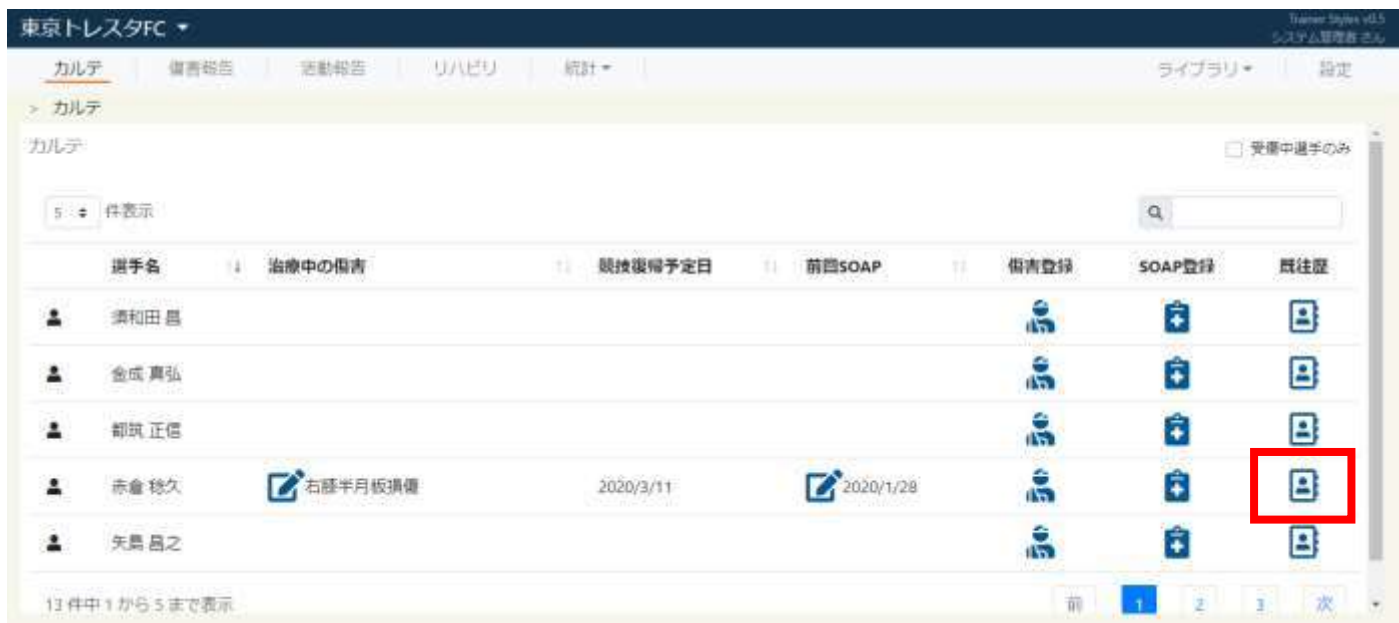 東京トレスタFC
Trainer Styles v0.5
システム管理者 さん
カルテ 傷害報告 活動報告 リハビリ 統計 ライブラリ 設定
> カルテ
カルテ
受傷中選手のみ
5 件表示
選手名 治療中の傷害 競技復帰予定日 前回SOAP 傷害登録 SOAP登録 既往歴
須和田 昌
金成 真弘
都筑 正信
赤倉 稔久 右膝半月板損傷 2020/3/11 2020/1/28
矢島 昌之
13 件中 1 から 5 まで表示
前 1 2 3 次